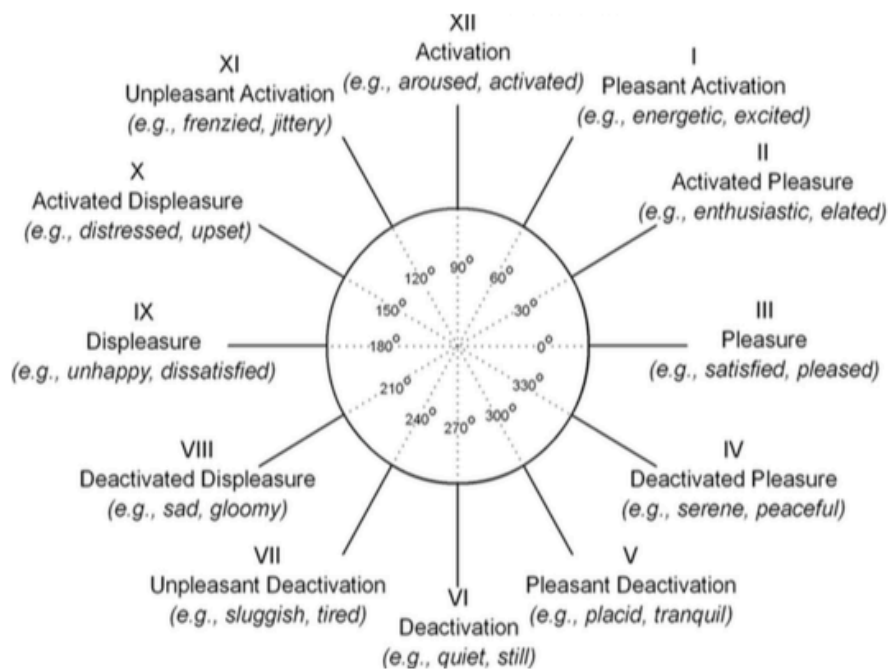 XII
Activation
(e.g., aroused, activated)
I
Pleasant Activation
(e.g., energetic, excited)
II
Activated Pleasure
(e.g., enthusiastic, elated)
III
Pleasure
(e.g., satisfied, pleased)
IV
Deactivated Pleasure
(e.g., serene, peaceful)
V
Pleasant Deactivation
(e.g., placid, tranquil)
VI
Deactivation
(e.g., quiet, still)
VII
Unpleasant Deactivation
(e.g., sluggish, tired)
VIII
Deactivated Displeasure
(e.g., sad, gloomy)
IX
Displeasure
(e.g., unhappy, dissatisfied)
X
Activated Displeasure
(e.g., distressed, upset)
XI
Unpleasant Activation
(e.g., frenzied, jittery)
90°
60°
30°
0°
330°
300°
270°
240°
210°
180°
150°
120°